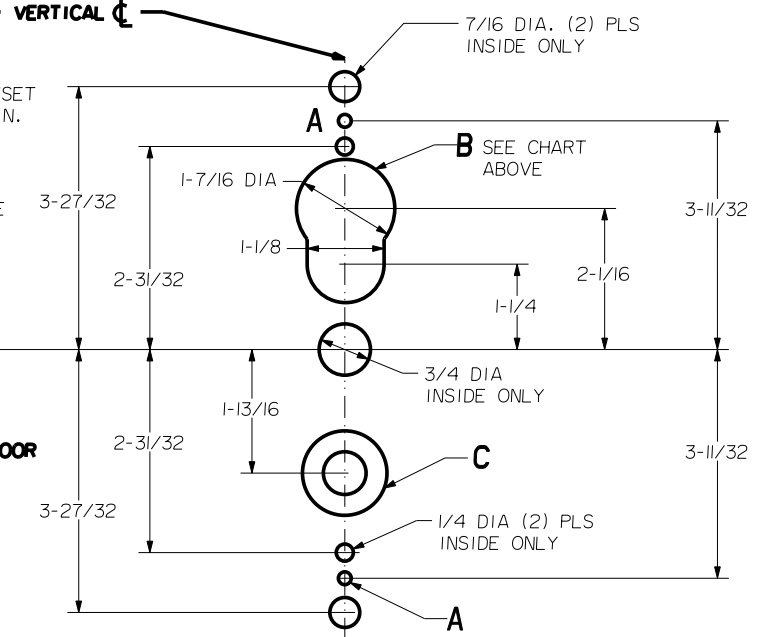 VERTICAL ℄
7/16 DIA. (2) PLS
INSIDE ONLY
SET
N.
A
B SEE CHART
ABOVE
1-7/16 DIA
3-27/32
E
3-11/32
1-1/8
2-31/32
2-1/16
1-1/4
3/4 DIA
INSIDE ONLY
1-13/16
2-31/32
OOR
C
3-11/32
3-27/32
1/4 DIA (2) PLS
INSIDE ONLY
A